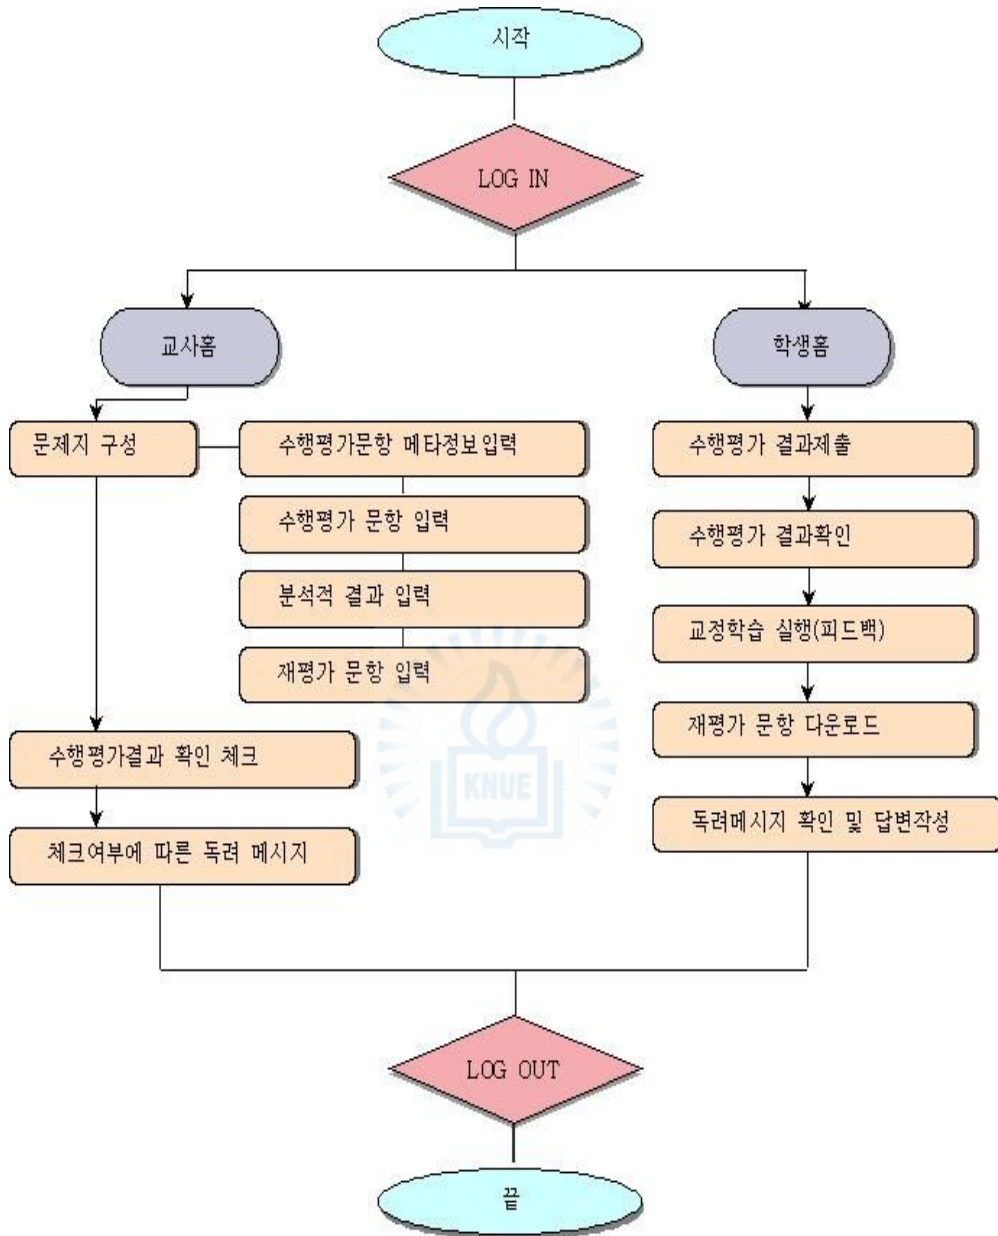 시작
LOG IN
교사홈
학생홈
문제지 구성
수행평가문항 메타정보입력
수행평가 문항 입력
분석적 결과 입력
재평가 문항 입력
수행평가결과 확인 체크
체크여부에 따른 독려 메시지
수행평가 결과제출
수행평가 결과확인
교정학습 실행(피드백)
재평가 문항 다운로드
독려메시지 확인 및 답변작성
KNUE
LOG OUT
끝